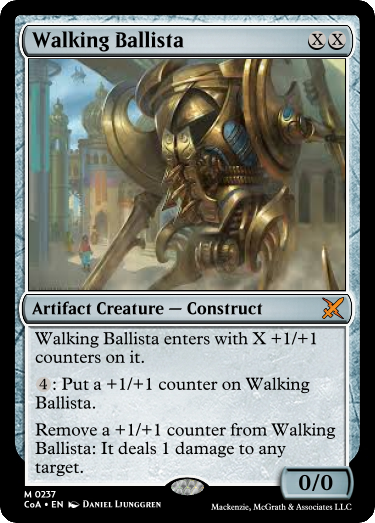 Walking Ballista XX
Artifact Creature — Construct
Walking Ballista enters with X +1/+1
counters on it.
4: Put a +1/+1 counter on Walking
Ballista.
Remove a +1/+1 counter from Walking
Ballista: It deals 1 damage to any
target.
0/0
M 0237
CoA • EN Daniel Ljunggren
Mackenzie, McGrath & Associates LLC